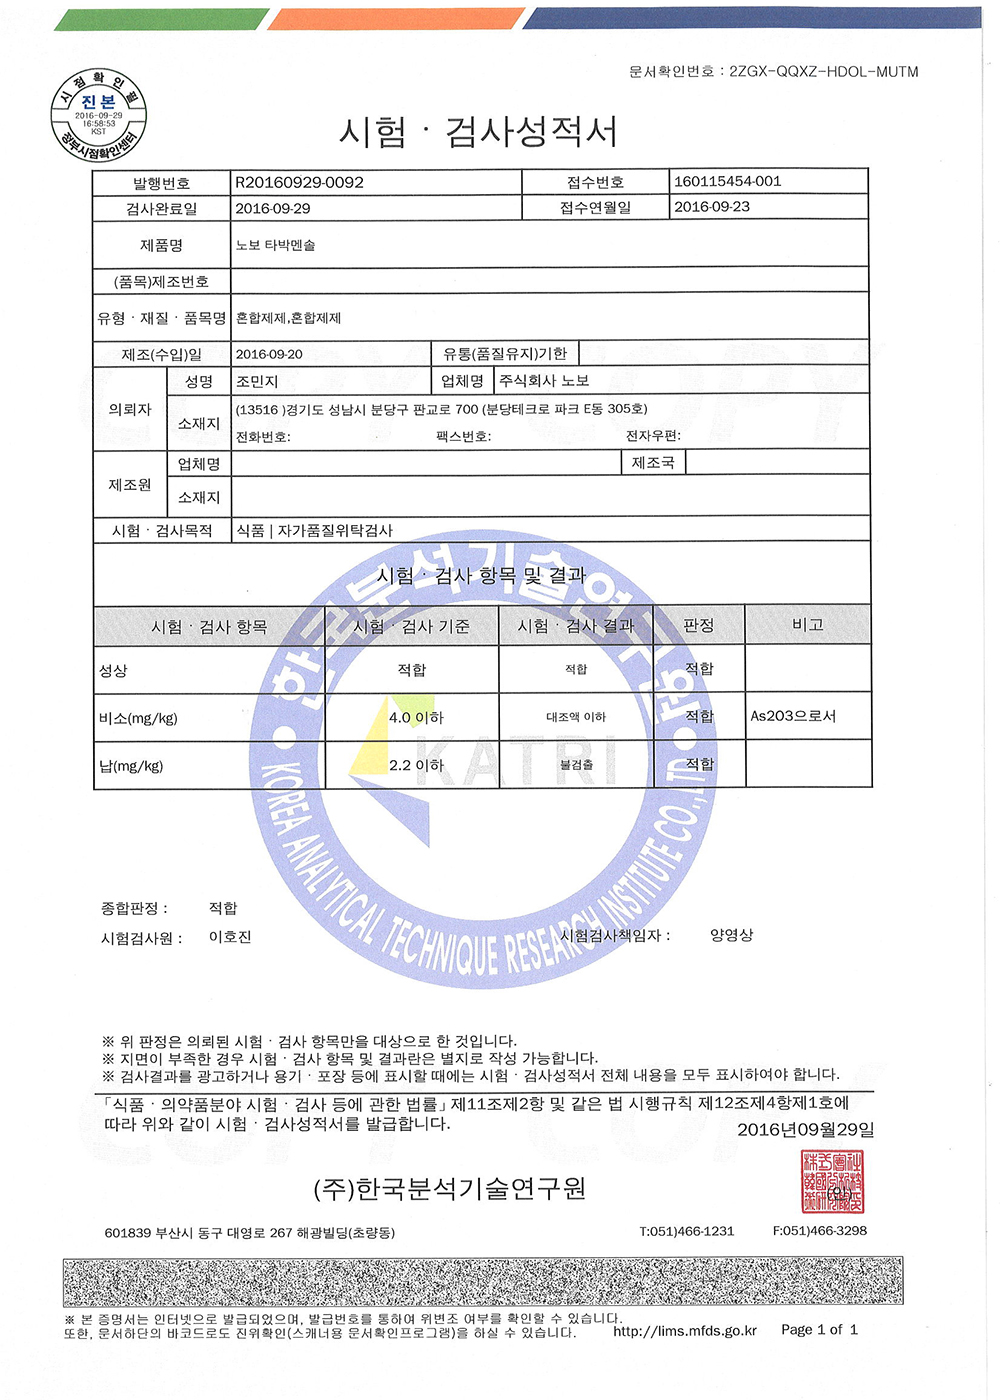 문서확인번호 : 2ZGX-QQXZ-HDOL-MUTM
시점확인필
진본
2016-09-29
16:58:53
KST
정부시점확인센터
시험 · 검사성적서
발행번호 R20160929-0092 접수번호 160115454-001
검사완료일 2016-09-29 접수연월일 2016-09-23
제품명 노보 타박멘솔
(품목)제조번호
유형 · 재질 · 품목명 혼합제제,혼합제제
제조(수입)일 2016-09-20 유통(품질유지)기한
의뢰자 성명 조민지 업체명 주식회사 노보
소재지 (13516 )경기도 성남시 분당구 판교로 700 (분당테크로 파크 E동 305호)
전화번호: 팩스번호: 전자우편:
제조원 업체명 제조국
소재지
시험 · 검사목적 식품 | 자가품질위탁검사
시험 · 검사 항목 및 결과
시험 · 검사 항목 시험 · 검사 기준 시험 · 검사 결과 판정 비고
성상 적합 적합 적합
비소(mg/kg) 4.0 이하 대조액 이하 적합 As2O3으로서
납(mg/kg) 2.2 이하 불검출 적합
한국분석기술연구원
KATRI
KOREA ANALYTICAL TECHNIQUE RESEARCH INSTITUTE CO.,LTD
종합판정 : 적합
시험검사원 : 이호진 시험검사책임자 : 양영상
※ 위 판정은 의뢰된 시험 · 검사 항목만을 대상으로 한 것입니다.
※ 지면이 부족한 경우 시험 · 검사 항목 및 결과란은 별지로 작성 가능합니다.
※ 검사결과를 광고하거나 용기 · 포장 등에 표시할 때에는 시험 · 검사성적서 전체 내용을 모두 표시하여야 합니다.
「식품 · 의약품분야 시험 · 검사 등에 관한 법률」제11조제2항 및 같은 법 시행규칙 제12조제4항제1호에
따라 위와 같이 시험 · 검사성적서를 발급합니다.
2016년09월29일
(주)한국분석기술연구원
(인)
601839 부산시 동구 대영로 267 해광빌딩(초량동) T:051)466-1231 F:051)466-3298
※ 본 증명서는 인터넷으로 발급되었으며, 발급번호를 통하여 위변조 여부를 확인할 수 있습니다.
또한, 문서하단의 바코드로도 진위확인(스캐너용 문서확인프로그램)을 하실 수 있습니다. http://lims.mfds.go.kr Page 1 of 1